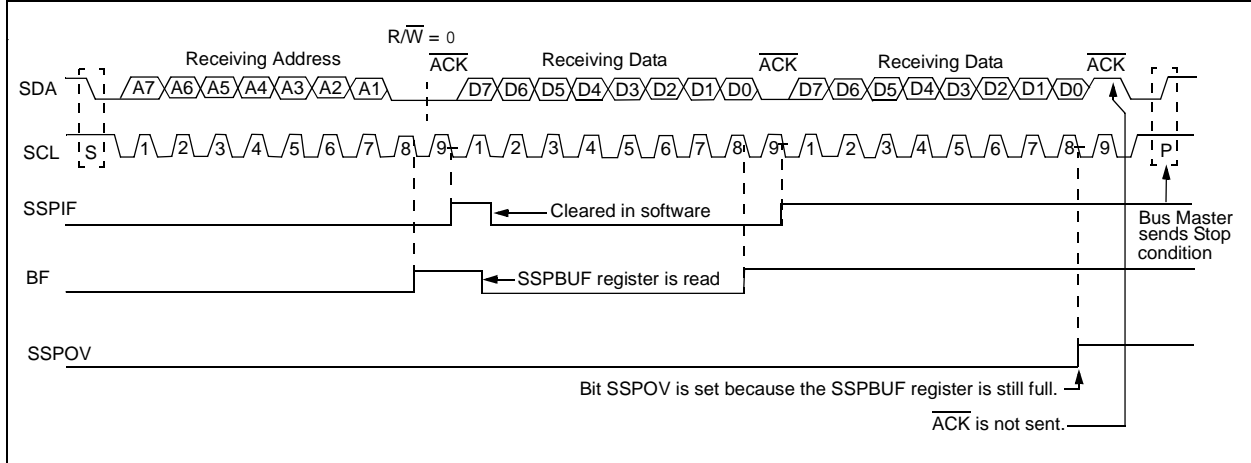 R/W̅ = 0
Receiving Address A̅C̅K̅ Receiving Data A̅C̅K̅ Receiving Data A̅C̅K̅
SDA A7 A6 A5 A4 A3 A2 A1 D7 D6 D5 D4 D3 D2 D1 D0 D7 D6 D5 D4 D3 D2 D1 D0
SCL S 1 2 3 4 5 6 7 8 9 1 2 3 4 5 6 7 8 9 1 2 3 4 5 6 7 8 9 P
SSPIF
Cleared in software
Bus Master
sends Stop
condition
BF
SSPBUF register is read
SSPOV
Bit SSPOV is set because the SSPBUF register is still full.
A̅C̅K̅ is not sent.